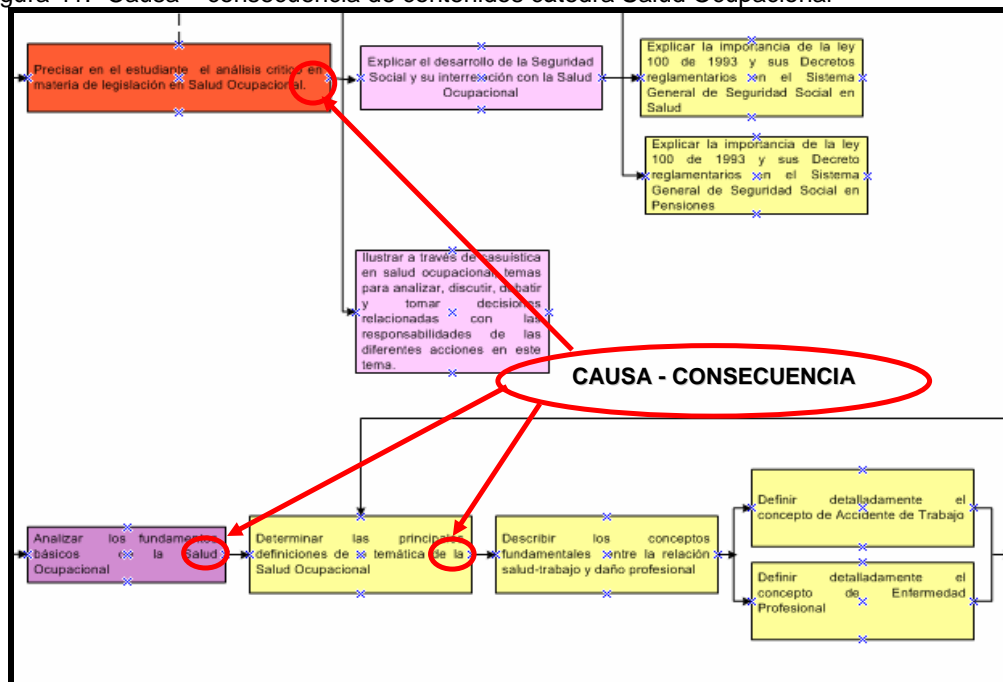 Causa – consecuencia de contenidos cátedra Salud Ocupacional
Precisar en el estudiante el análisis crítico en
materia de legislación en Salud Ocupacional.
Explicar el desarrollo de la Seguridad
Social y su interrelación con la Salud
Ocupacional
Explicar la importancia de la ley
100 de 1993 y sus Decretos
reglamentarios en el Sistema
General de Seguridad Social en
Salud
Explicar la importancia de la ley
100 de 1993 y sus Decreto
reglamentarios en el Sistema
General de Seguridad Social en
Pensiones
Ilustrar a través de casuística
en salud ocupacional, temas
para analizar, discutir, debatir
y tomar decisiones
relacionadas con las
responsabilidades de las
diferentes acciones en este
tema.
CAUSA - CONSECUENCIA
Analizar los fundamentos
básicos de la Salud
Ocupacional
Determinar las principales
definiciones de la temática de la
Salud Ocupacional
Describir los conceptos
fundamentales entre la relación
salud-trabajo y daño profesional
Definir detalladamente el
concepto de Accidente de Trabajo
Definir detalladamente el
concepto de Enfermedad
Profesional